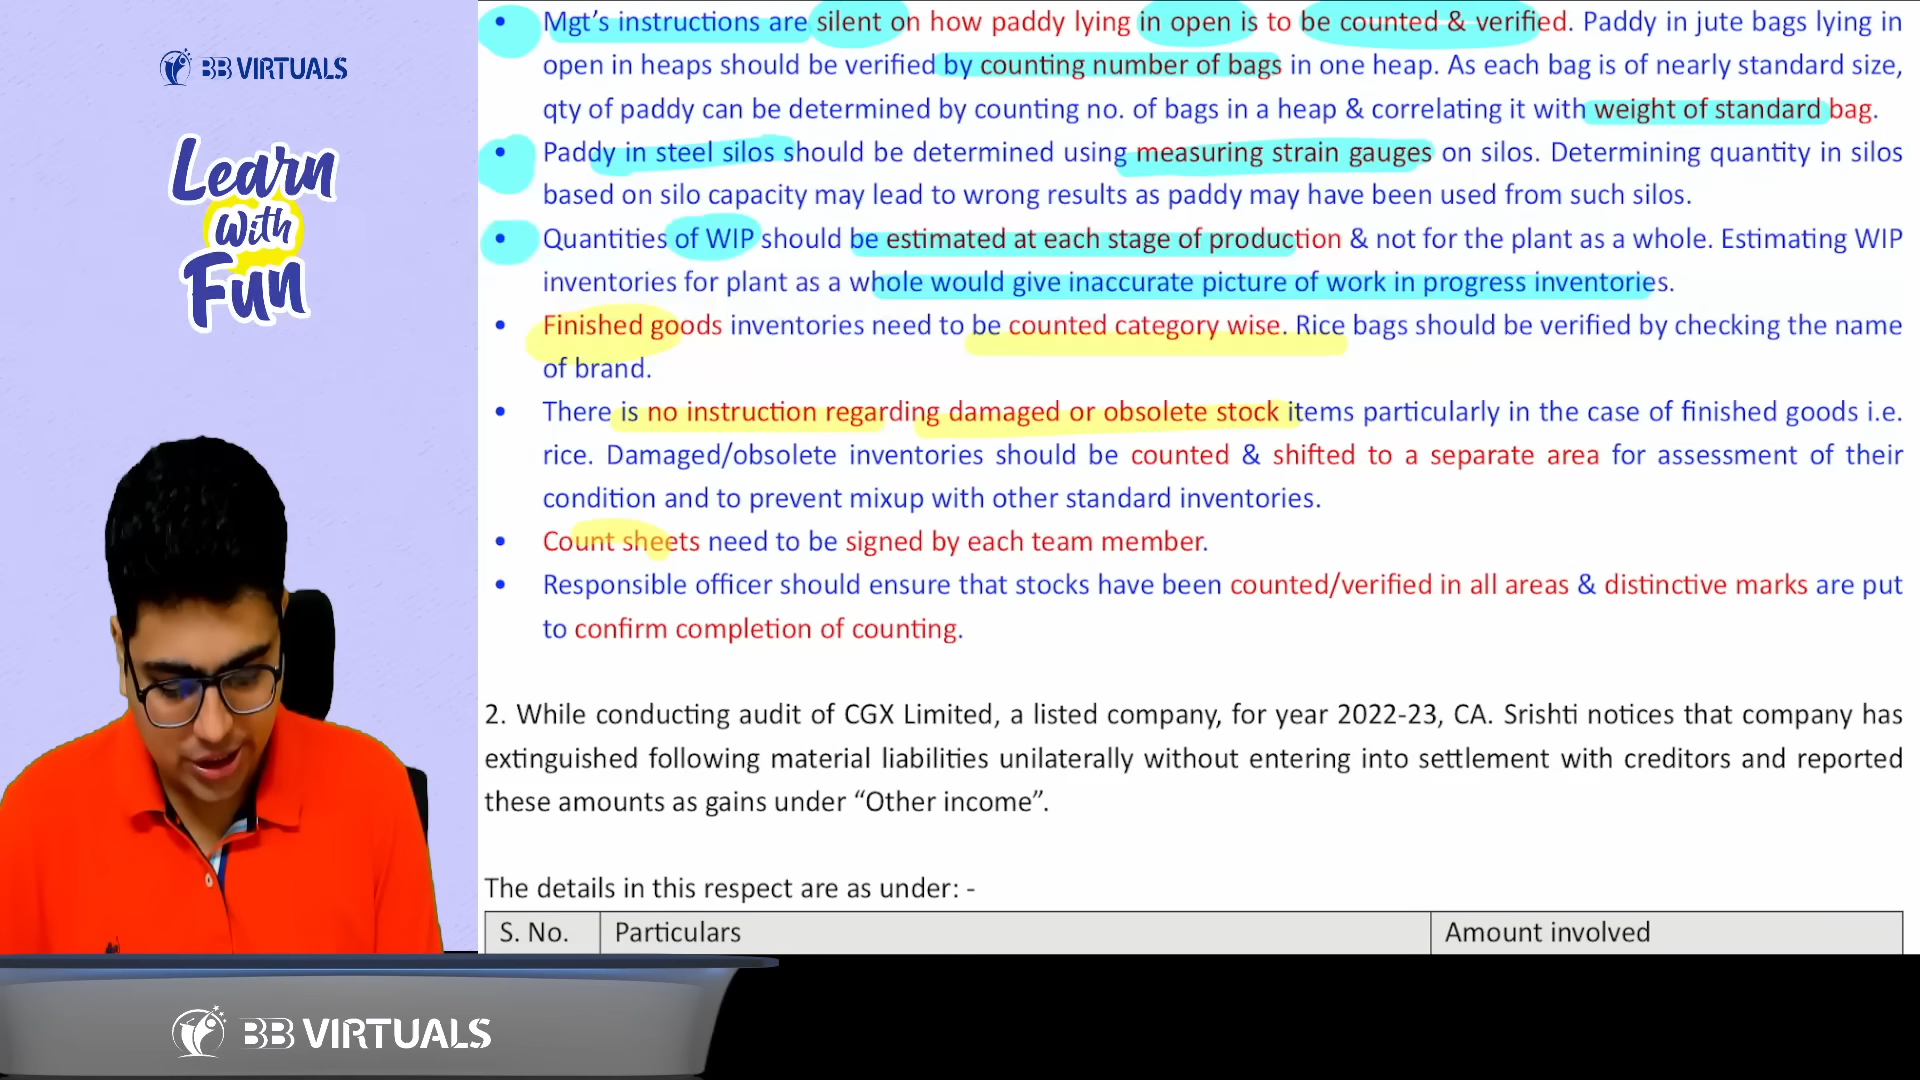 BB VIRTUALS
Learn
with
Fun
• Mgt's instructions are silent on how paddy lying in open is to be counted & verified. Paddy in jute bags lying in
open in heaps should be verified by counting number of bags in one heap. As each bag is of nearly standard size,
qty of paddy can be determined by counting no. of bags in a heap & correlating it with weight of standard bag.
• Paddy in steel silos should be determined using measuring strain gauges on silos. Determining quantity in silos
based on silo capacity may lead to wrong results as paddy may have been used from such silos.
• Quantities of WIP should be estimated at each stage of production & not for the plant as a whole. Estimating WIP
inventories for plant as a whole would give inaccurate picture of work in progress inventories.
• Finished goods inventories need to be counted category wise. Rice bags should be verified by checking the name
of brand.
• There is no instruction regarding damaged or obsolete stock items particularly in the case of finished goods i.e.
rice. Damaged/obsolete inventories should be counted & shifted to a separate area for assessment of their
condition and to prevent mixup with other standard inventories.
• Count sheets need to be signed by each team member.
• Responsible officer should ensure that stocks have been counted/verified in all areas & distinctive marks are put
to confirm completion of counting.
2. While conducting audit of CGX Limited, a listed company, for year 2022-23, CA. Srishti notices that company has
extinguished following material liabilities unilaterally without entering into settlement with creditors and reported
these amounts as gains under “Other income”.
The details in this respect are as under: -
S. No. Particulars Amount involved
BB VIRTUALS